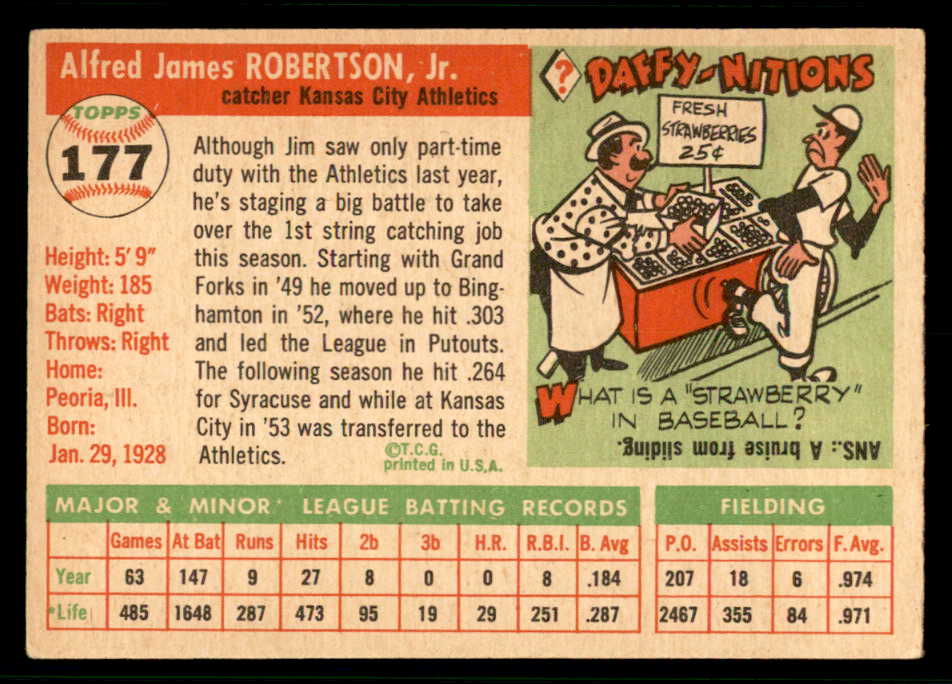 Alfred James ROBERTSON, Jr.
catcher Kansas City Athletics
TOPPS
177
Height: 5' 9"
Weight: 185
Bats: Right
Throws: Right
Home:
Peoria, Ill.
Born:
Jan. 29, 1928
Although Jim saw only part-time
duty with the Athletics last year,
he's staging a big battle to take
over the 1st string catching job
this season. Starting with Grand
Forks in '49 he moved up to Bing-
hamton in '52, where he hit .303
and led the League in Putouts.
The following season he hit .264
for Syracuse and while at Kansas
City in '53 was transferred to the
Athletics.
©T.C.G.
printed in U.S.A.
?
DAFFY-NITIONS
FRESH
STRAWBERRIES
25¢
WHAT IS A "STRAWBERRY"
IN BASEBALL?
ANS.: A bruise from sliding.
MAJOR & MINOR LEAGUE BATTING RECORDS
Games At Bat Runs Hits 2b 3b H.R. R.B.I. B. Avg
Year 63 147 9 27 8 0 0 8 .184
Life 485 1648 287 473 95 19 29 251 .287
FIELDING
P.O. Assists Errors F. Avg.
207 18 6 .974
2467 355 84 .971